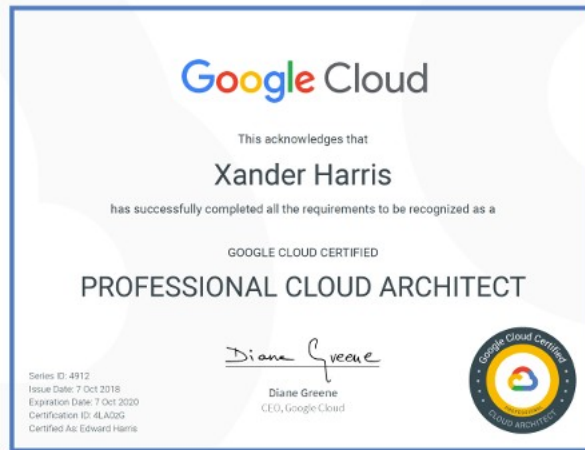 Google Cloud
This acknowledges that
Xander Harris
has successfully completed all the requirements to be recognized as a
GOOGLE CLOUD CERTIFIED
PROFESSIONAL CLOUD ARCHITECT
Diane Greene
Diane Greene
CEO, Google Cloud
Series ID: 4912
Issue Date: 7 Oct 2018
Expiration Date: 7 Oct 2020
Certification ID: 4LA02G
Certified As: Edward Harris
Google Cloud Certified
PROFESSIONAL
CLOUD ARCHITECT